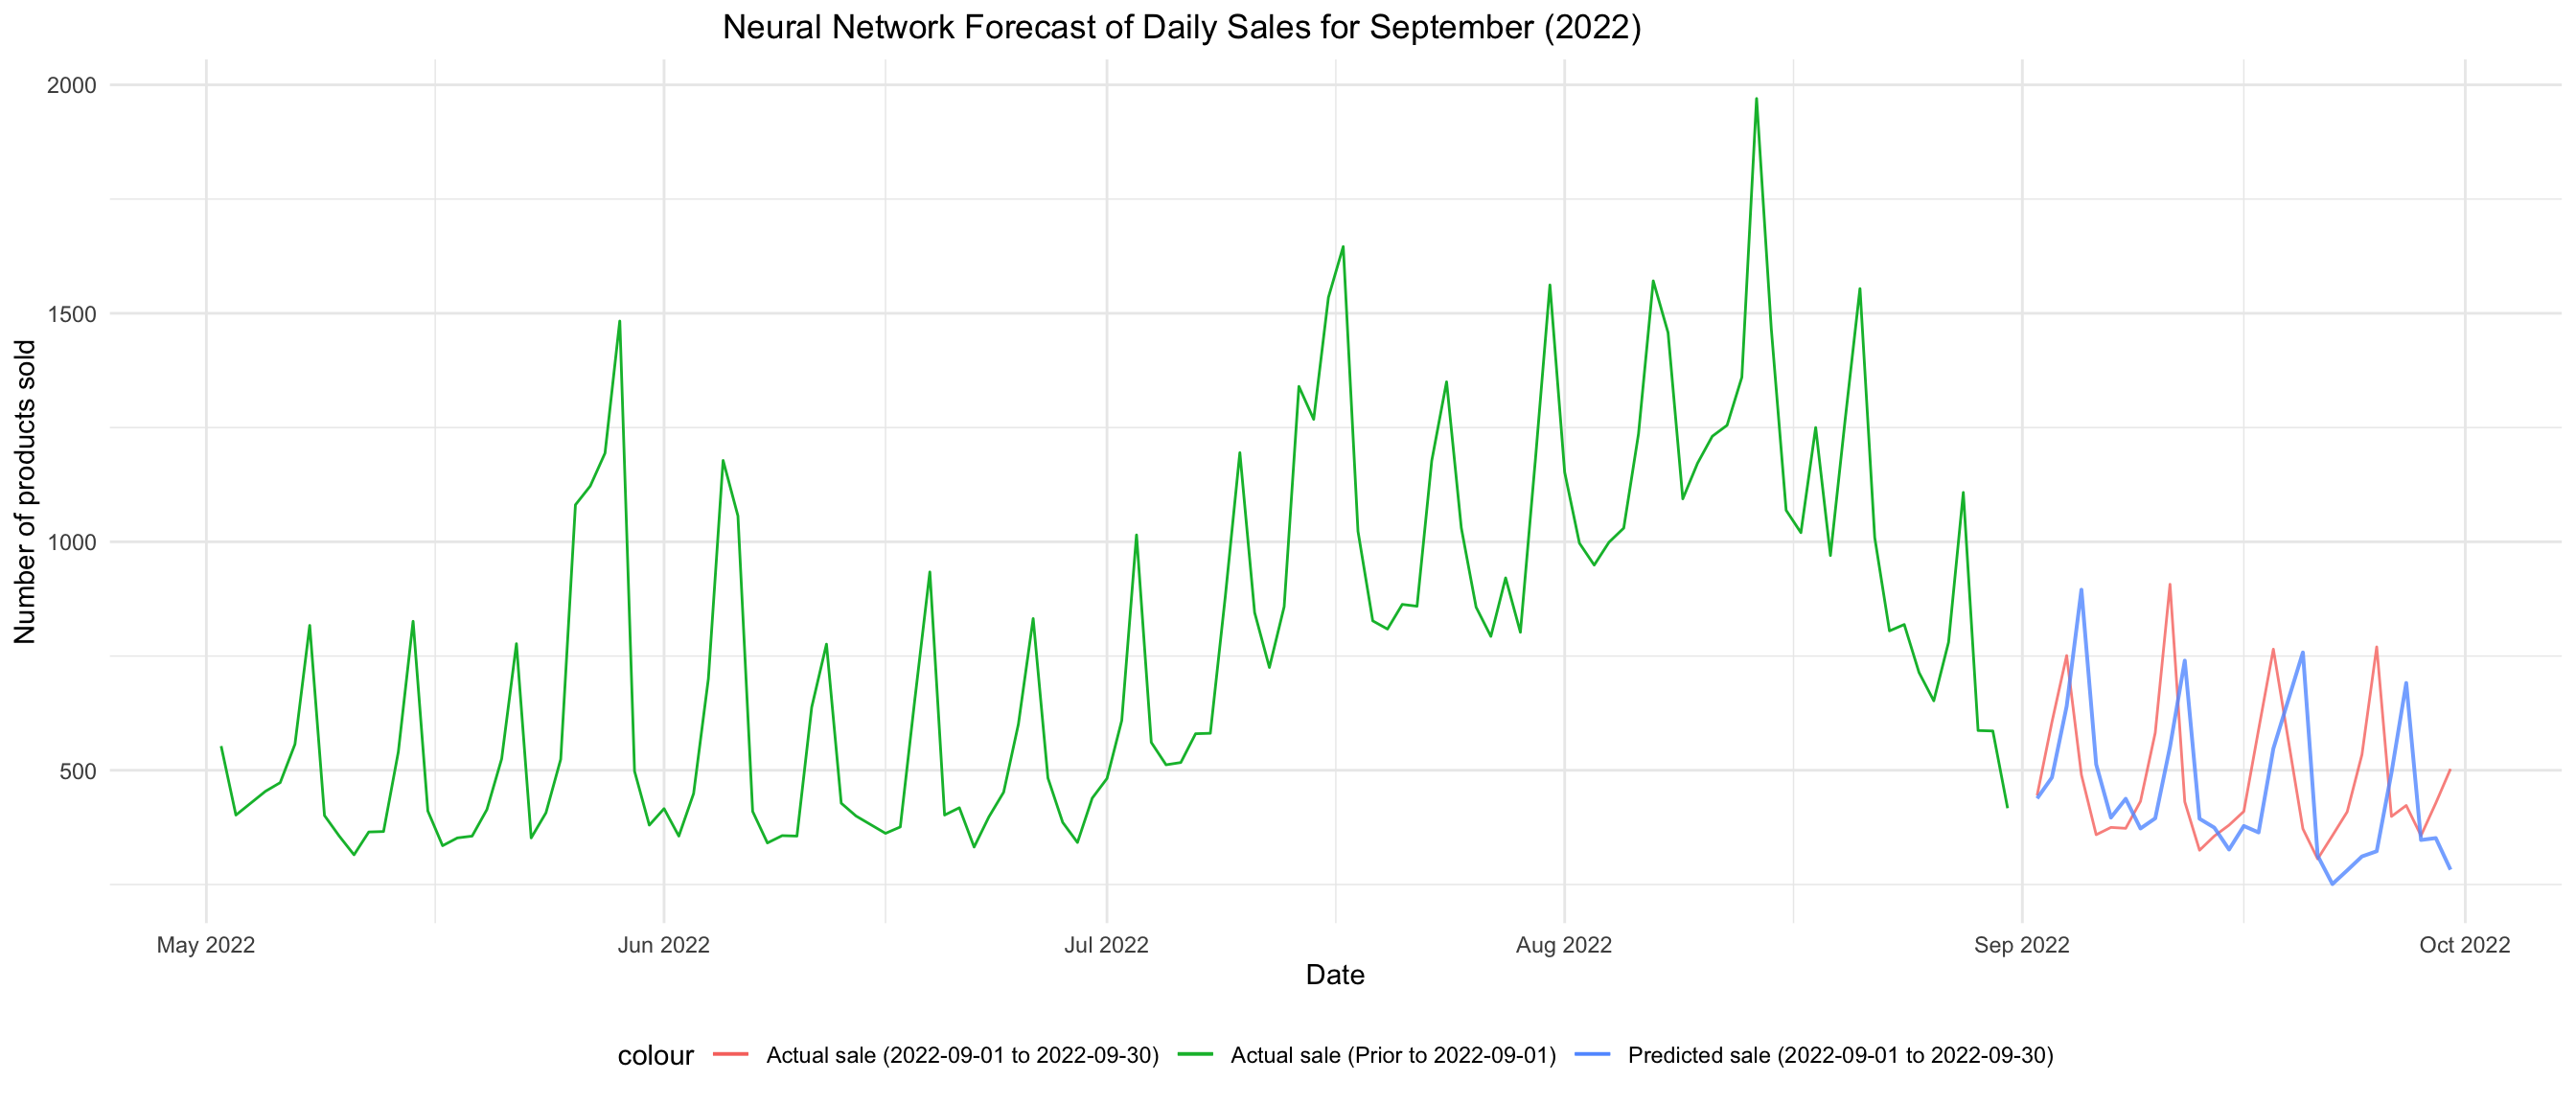 Neural Network Forecast of Daily Sales for September (2022)
2000
1500
1000
500
Number of products sold
May 2022 Jun 2022 Jul 2022 Aug 2022 Sep 2022 Oct 2022
Date
colour Actual sale (2022-09-01 to 2022-09-30) Actual sale (Prior to 2022-09-01) Predicted sale (2022-09-01 to 2022-09-30)